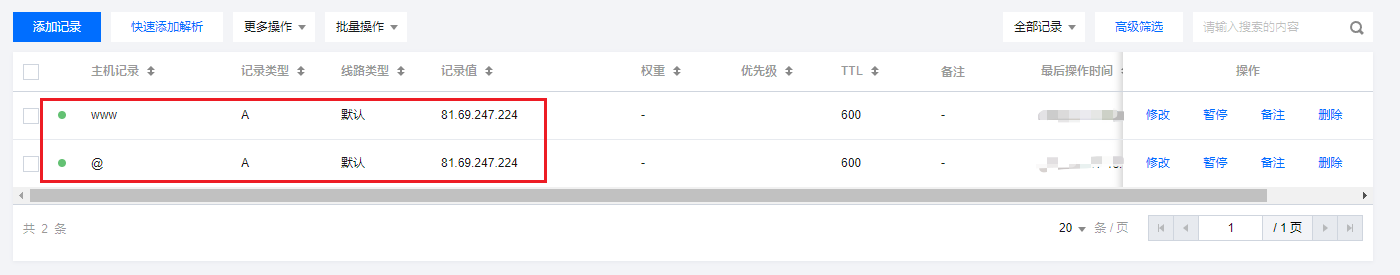 添加记录 快速添加解析 更多操作 批量操作 全部记录 高级筛选 请输入搜索的内容
主机记录 记录类型 线路类型 记录值 权重 优先级 TTL 备注 最后操作时间 操作
www A 默认 81.69.247.224 - 600 - 修改 暂停 备注 删除
@ A 默认 81.69.247.224 - 600 - 修改 暂停 备注 删除
共 2 条 20 条 / 页 1 / 1 页